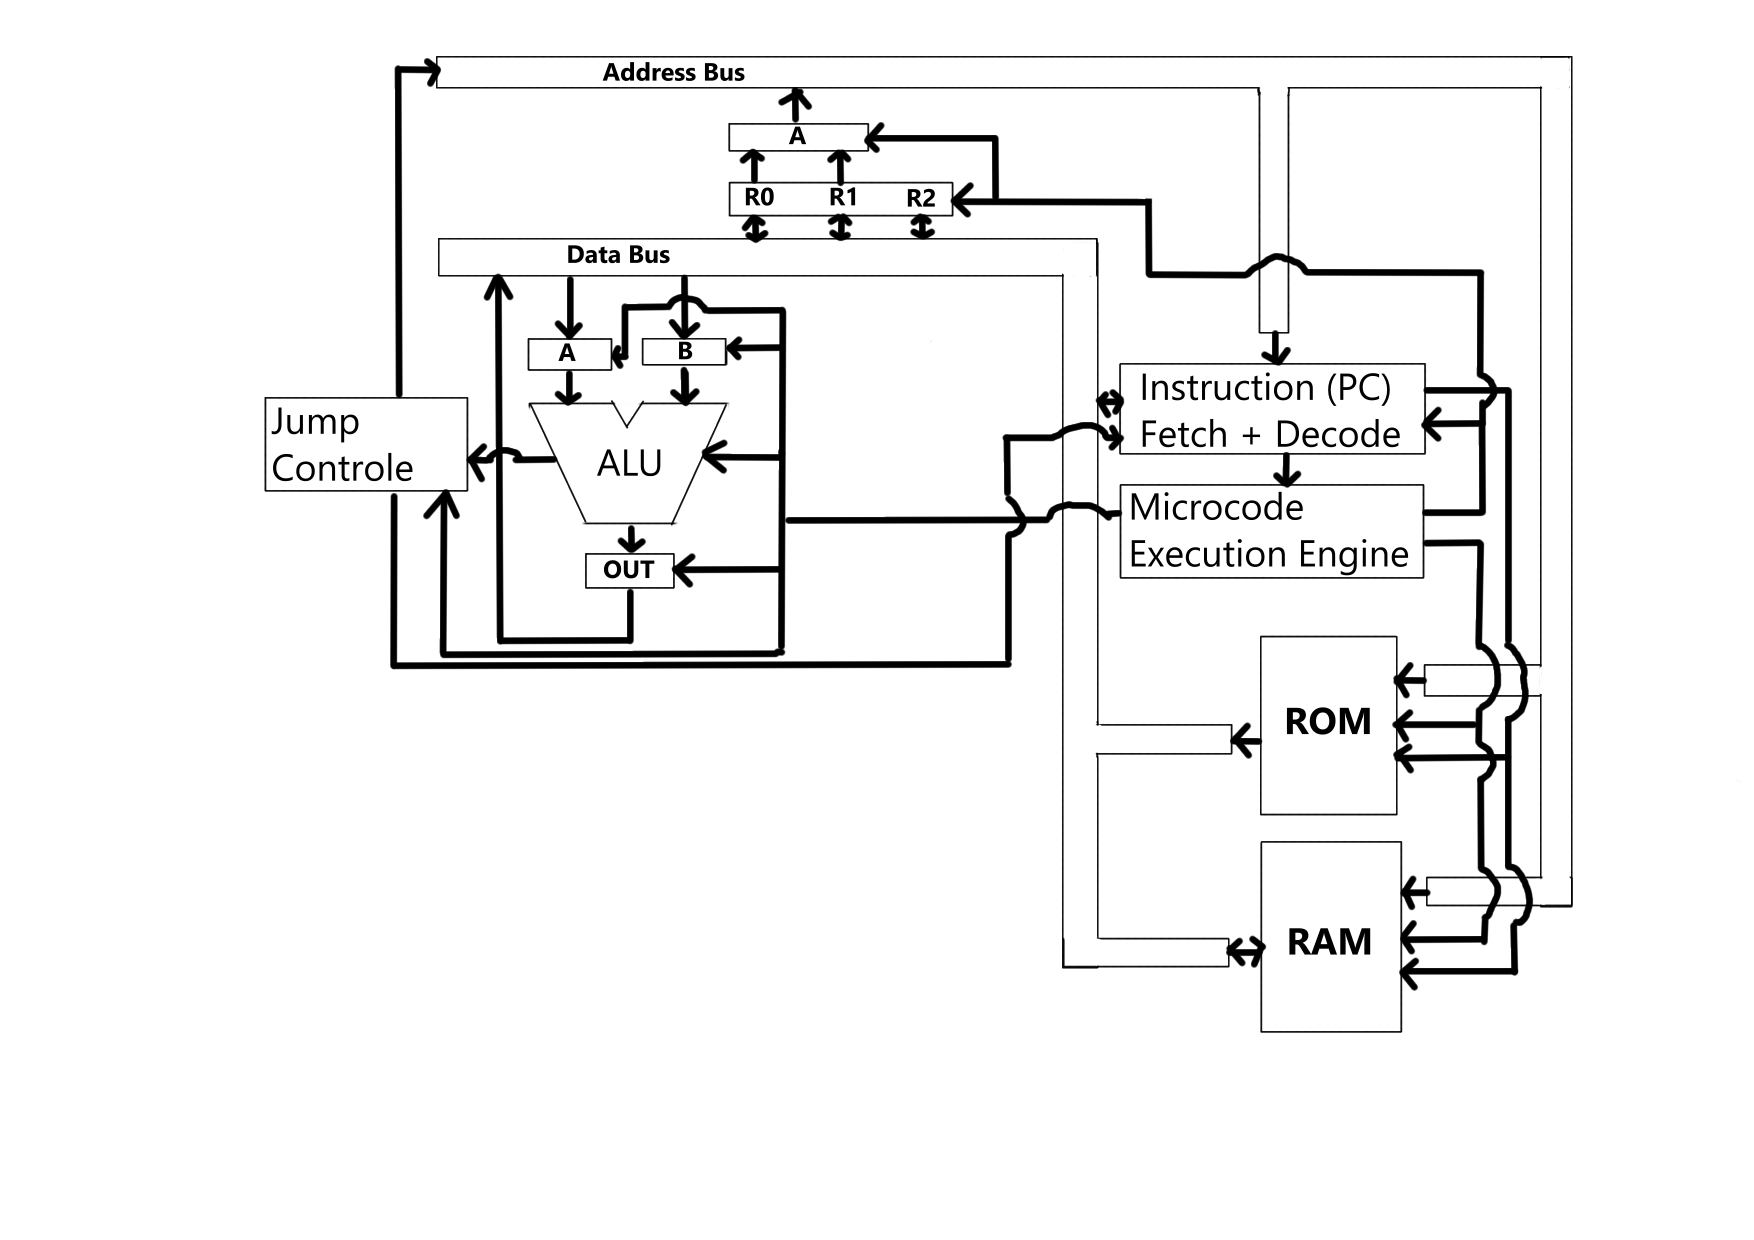 Address Bus
A
R0 R1 R2
Data Bus
A B
Instruction (PC)
Fetch + Decode
Jump
Controle
ALU
Microcode
Execution Engine
OUT
ROM
RAM